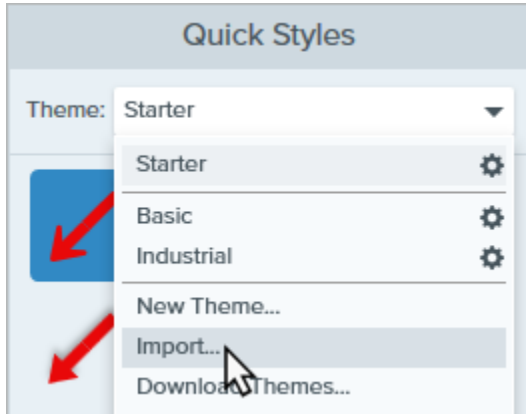 Quick Styles
Theme: Starter
Starter
Basic
Industrial
New Theme...
Import...
Download Themes...